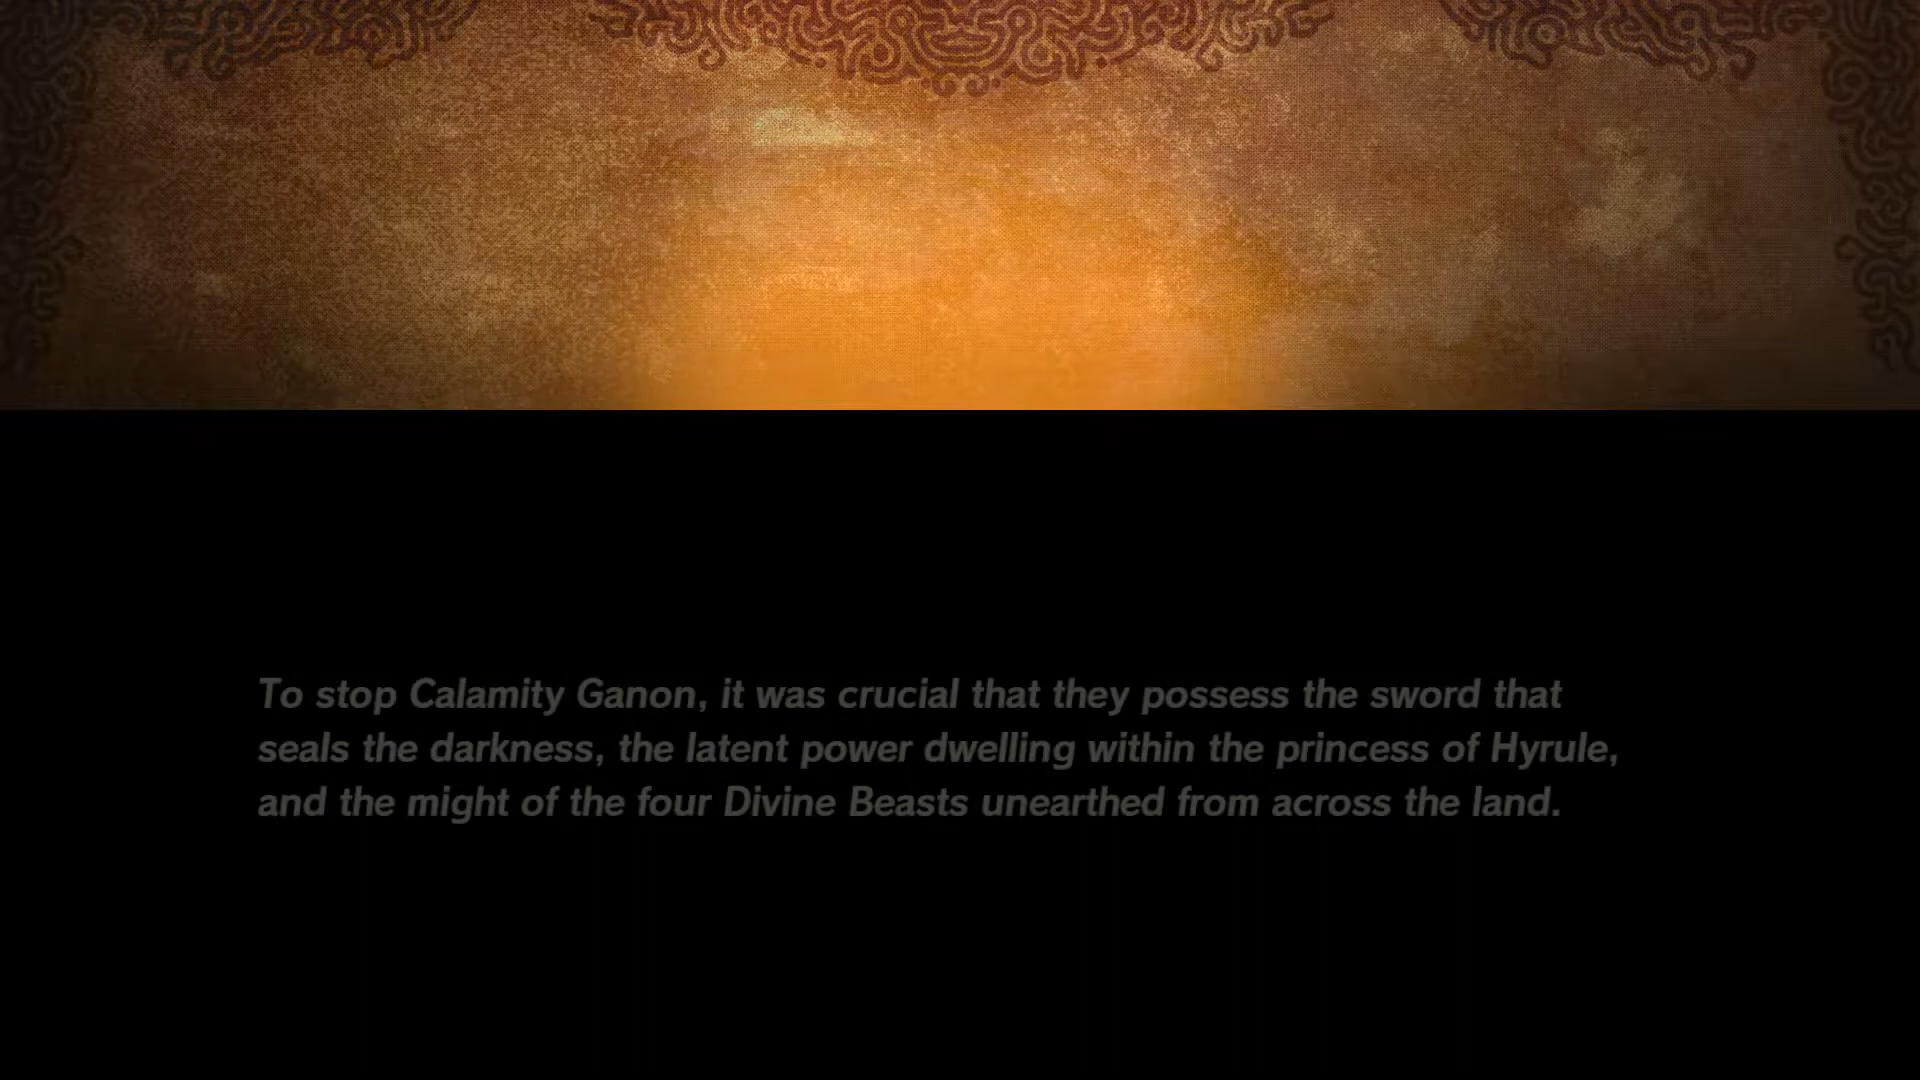 To stop Calamity Ganon, it was crucial that they possess the sword that
seals the darkness, the latent power dwelling within the princess of Hyrule,
and the might of the four Divine Beasts unearthed from across the land.